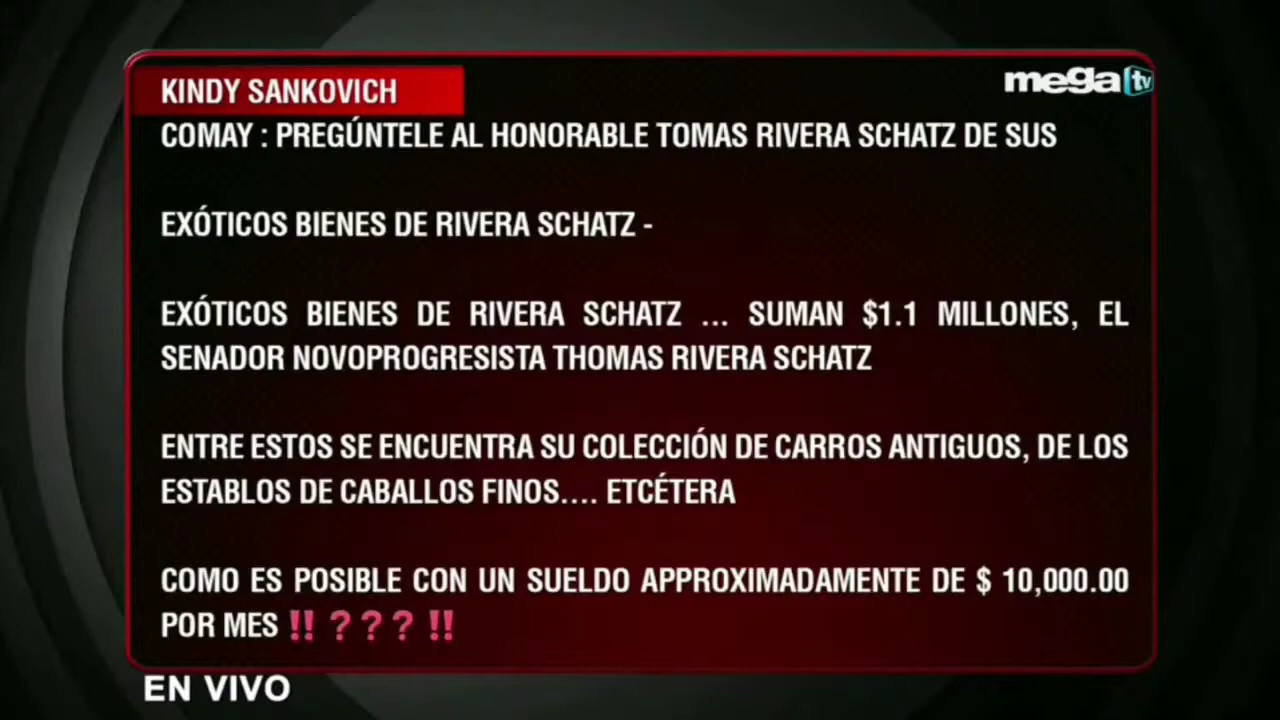 KINDY SANKOVICH
mega tv
COMAY : PREGÚNTELE AL HONORABLE TOMAS RIVERA SCHATZ DE SUS
EXÓTICOS BIENES DE RIVERA SCHATZ -
EXÓTICOS BIENES DE RIVERA SCHATZ ... SUMAN $1.1 MILLONES, EL
SENADOR NOVOPROGRESISTA THOMAS RIVERA SCHATZ
ENTRE ESTOS SE ENCUENTRA SU COLECCIÓN DE CARROS ANTIGUOS, DE LOS
ESTABLOS DE CABALLOS FINOS.... ETCÉTERA
COMO ES POSIBLE CON UN SUELDO APPROXIMADAMENTE DE $ 10,000.00
POR MES ‼️ ? ? ? ‼️
EN VIVO